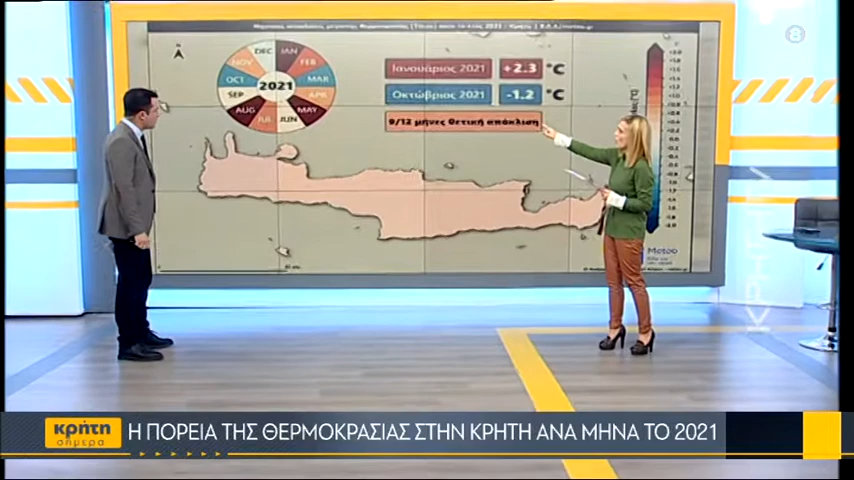 DEC
JAN
NOV
FEB
OCT
2021
MAR
SEP
APR
AUG
MAY
JUL
JUN
Ιανουάριος 2021 +2.3 °C
Οκτώβριος 2021 -1.2 °C
9/12 μήνες θετική απόκλιση
Meteo
ΚΡΗΤΗ
κρήτη
σήμερα
Η ΠΟΡΕΙΑ ΤΗΣ ΘΕΡΜΟΚΡΑΣΙΑΣ ΣΤΗΝ ΚΡΗΤΗ ΑΝΑ ΜΗΝΑ ΤΟ 2021